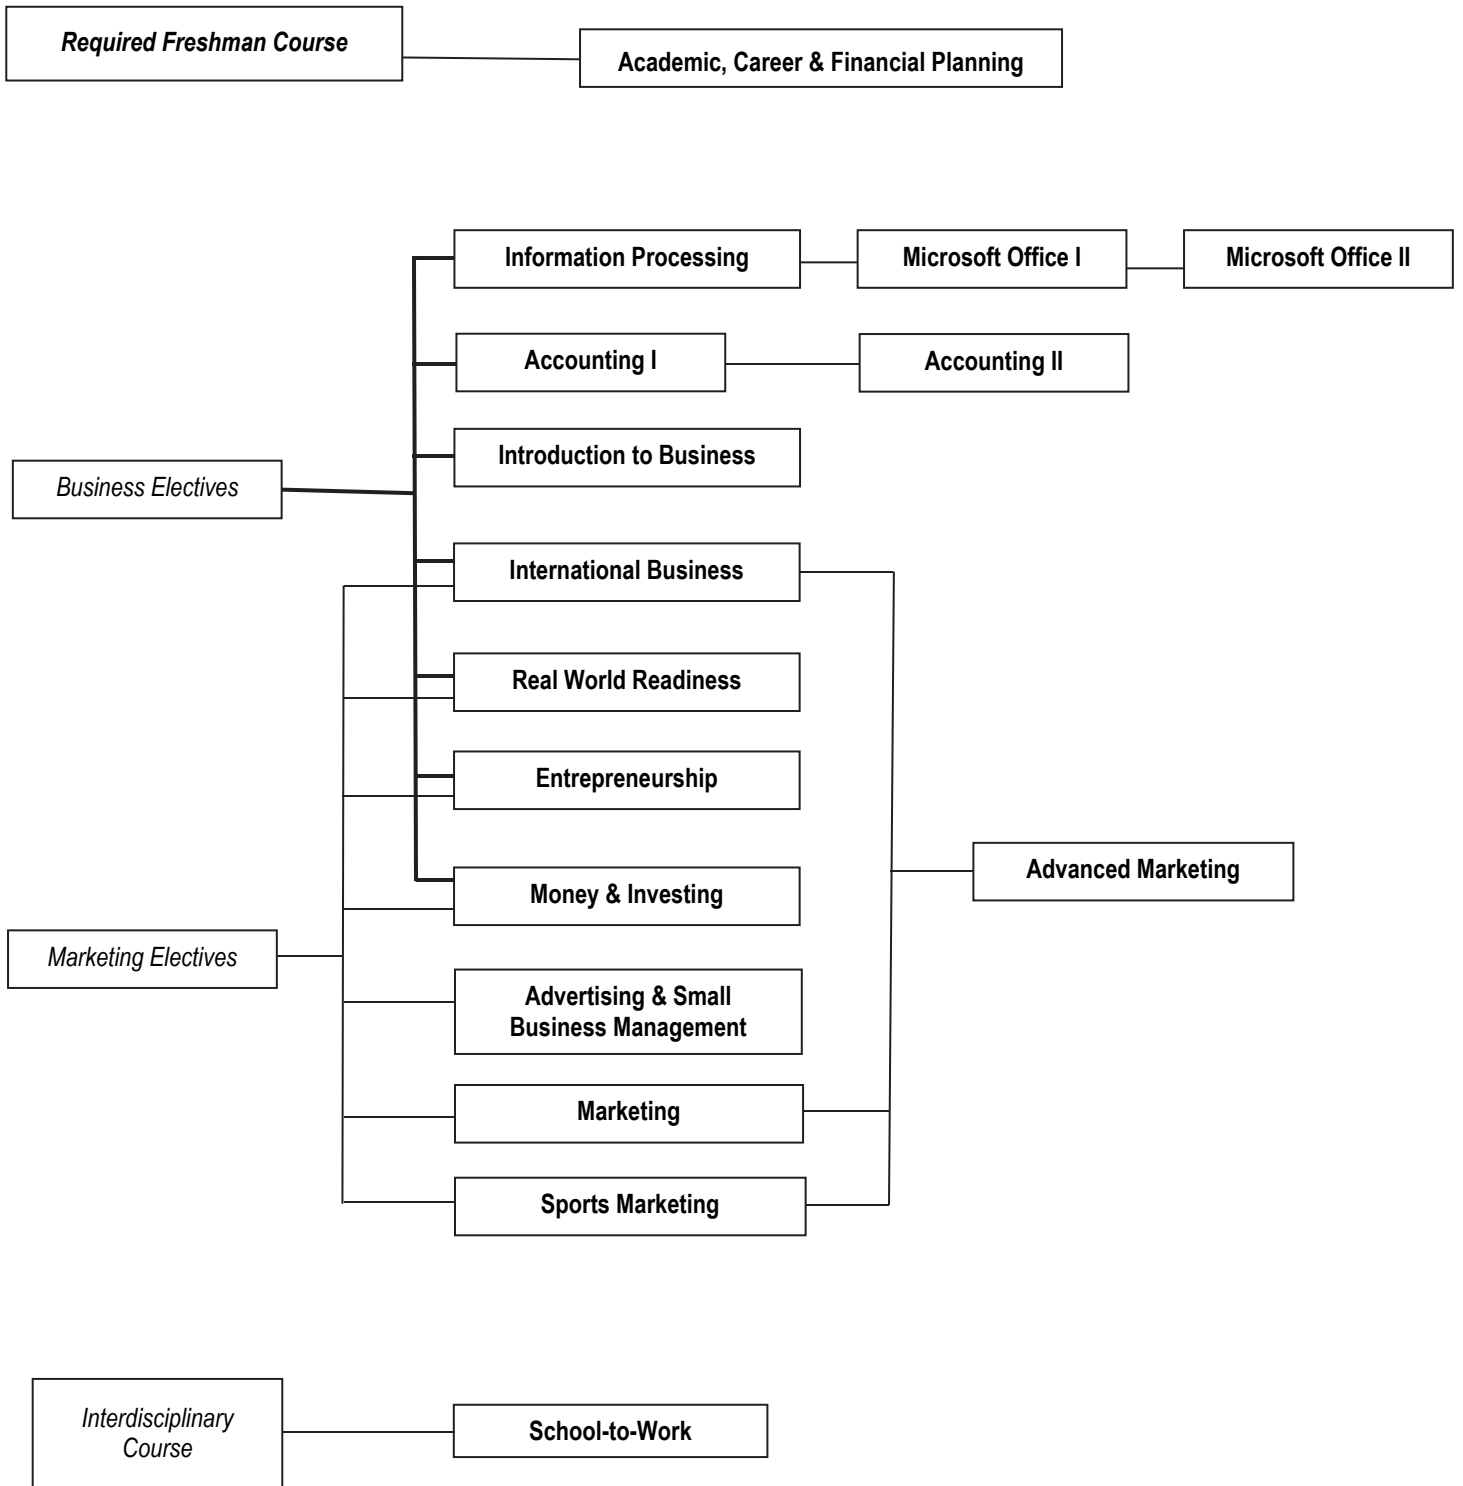 Required Freshman Course
Academic, Career & Financial Planning
Information Processing
Microsoft Office I
Microsoft Office II
Accounting I
Accounting II
Introduction to Business
Business Electives
International Business
Real World Readiness
Entrepreneurship
Advanced Marketing
Money & Investing
Marketing Electives
Advertising & Small
Business Management
Marketing
Sports Marketing
Interdisciplinary
Course
School-to-Work